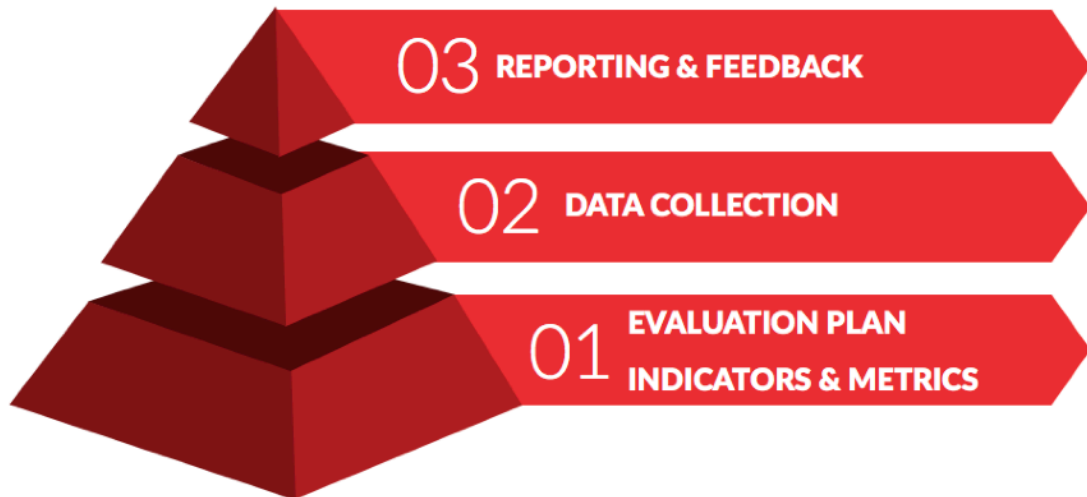 03 REPORTING & FEEDBACK
02 DATA COLLECTION
01 EVALUATION PLAN
INDICATORS & METRICS